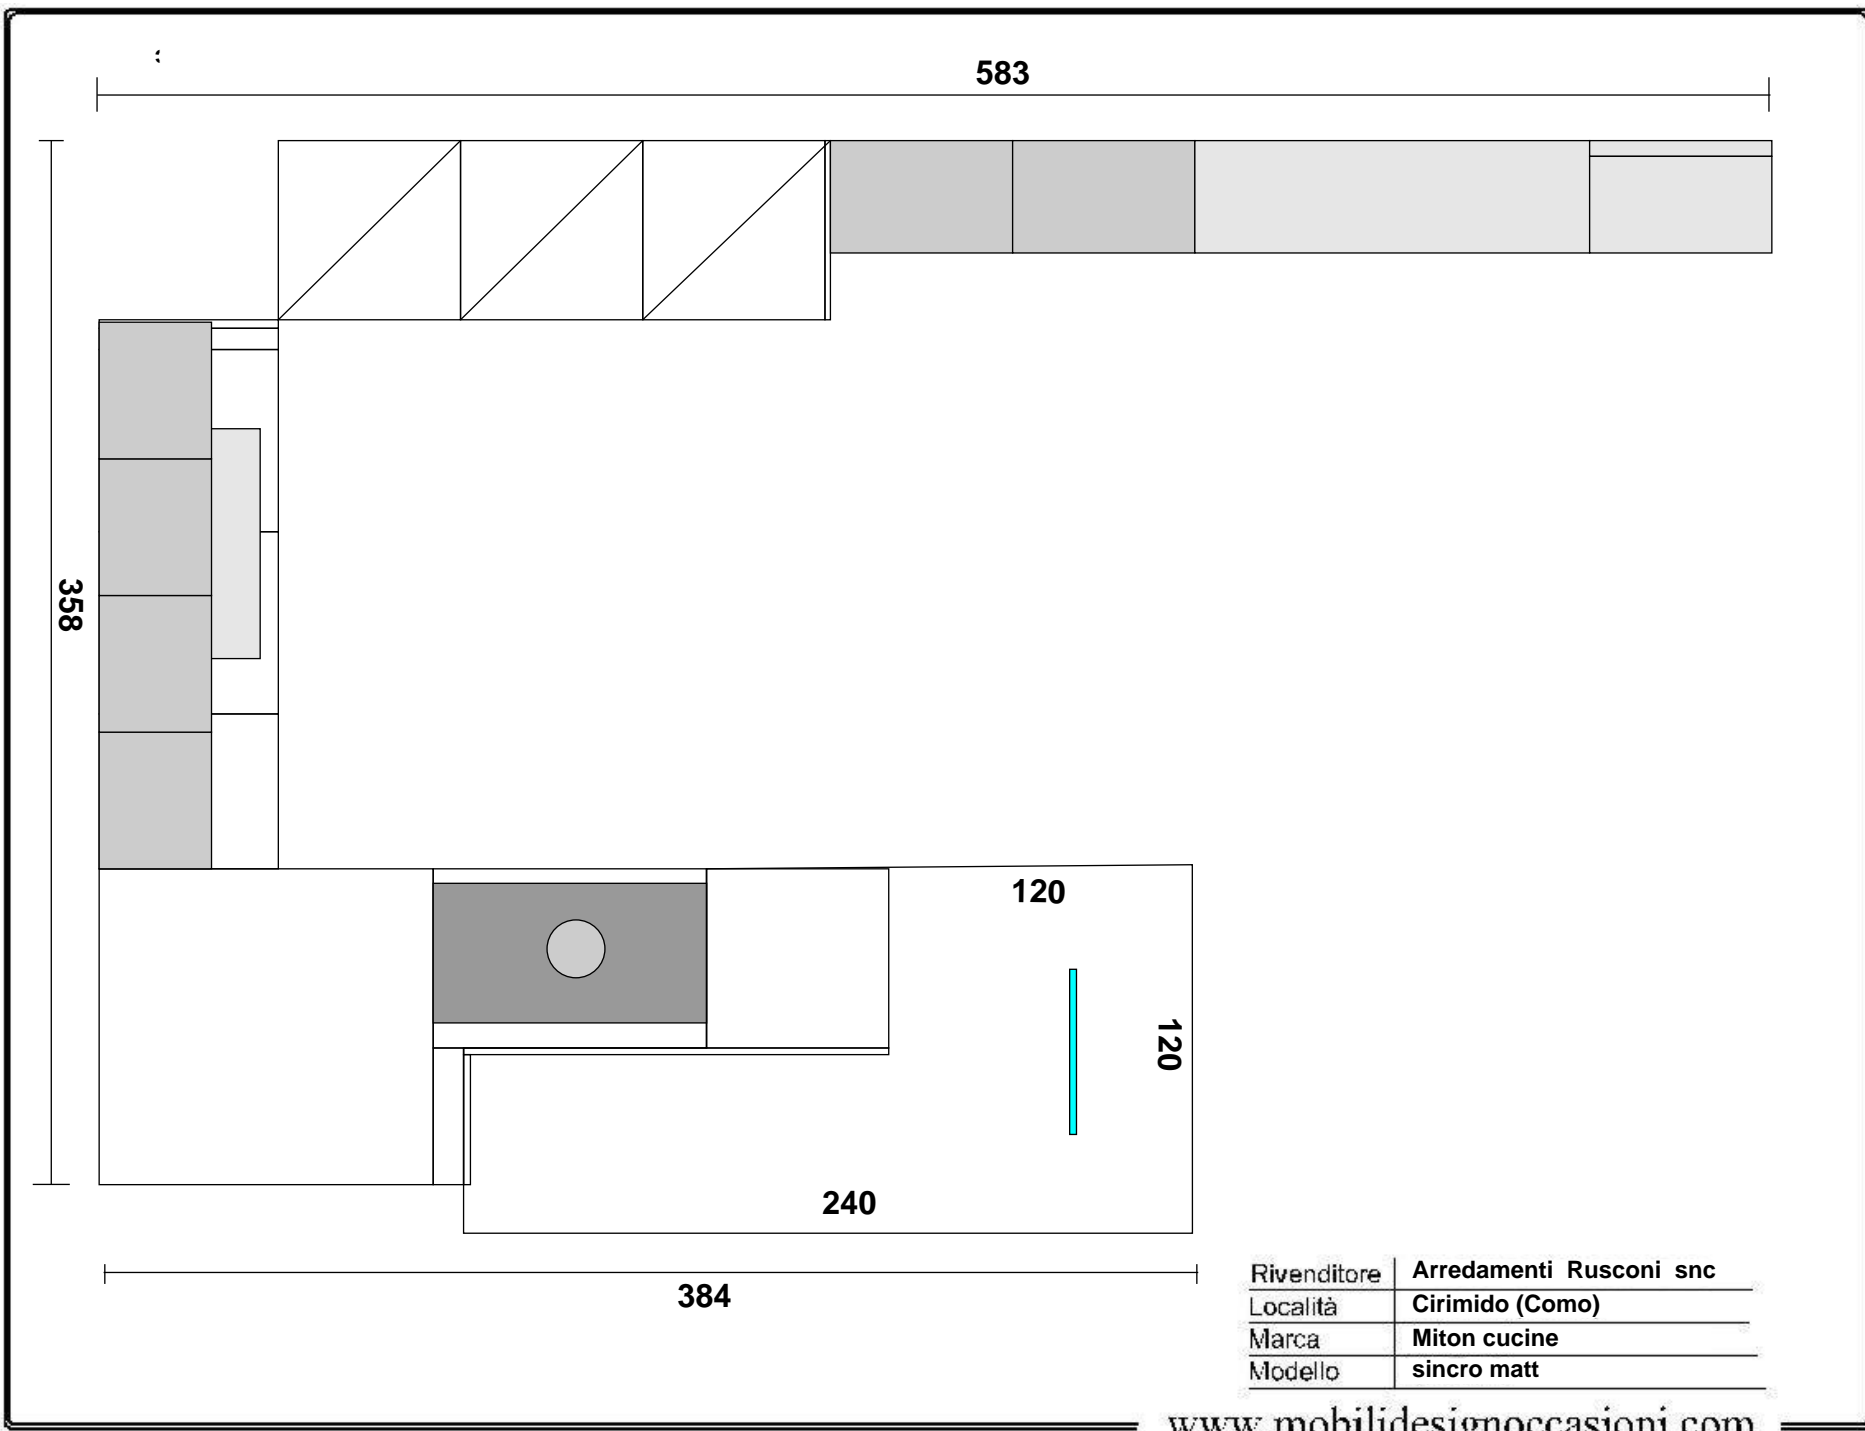 583
358
120
120
240
384
Rivenditore Arredamenti Rusconi snc
Località Cirimido (Como)
Marca Miton cucine
Modello sincro matt
www.mobilidesignoccasioni.com